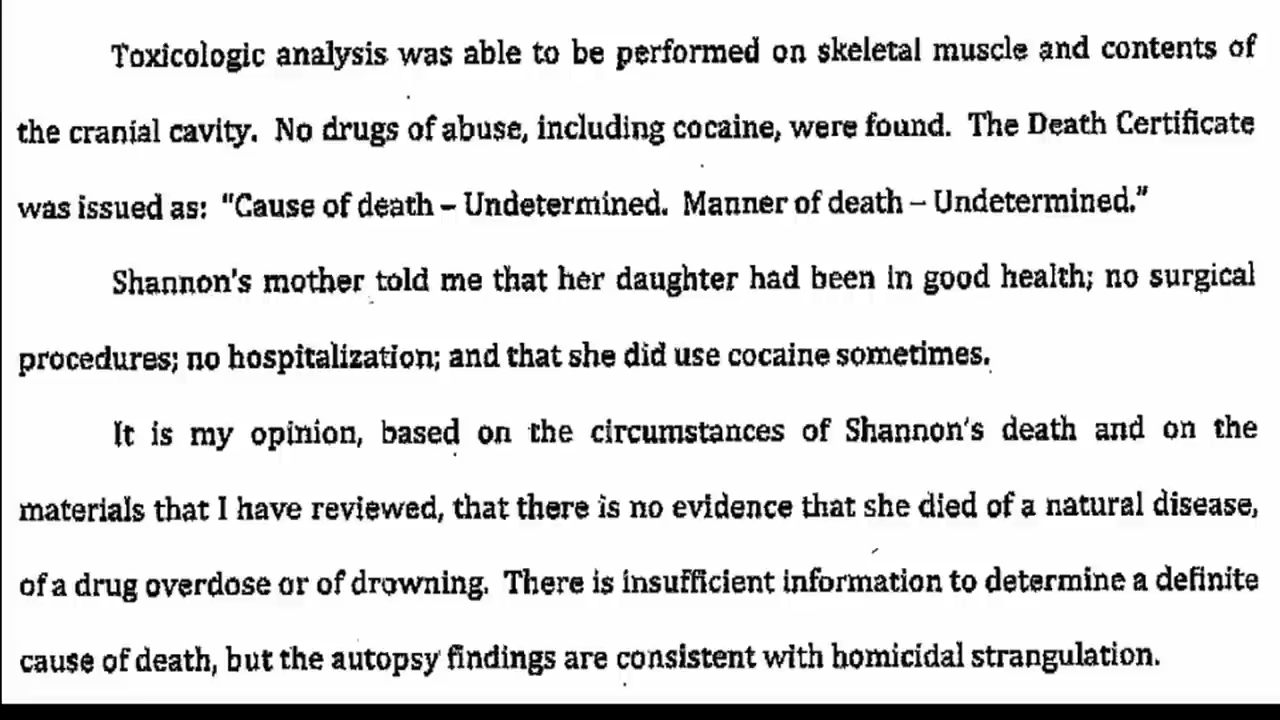 Toxicologic analysis was able to be performed on skeletal muscle and contents of
the cranial cavity. No drugs of abuse, including cocaine, were found. The Death Certificate
was issued as: "Cause of death – Undetermined. Manner of death – Undetermined."
Shannon's mother told me that her daughter had been in good health; no surgical
procedures; no hospitalization; and that she did use cocaine sometimes.
It is my opinion, based on the circumstances of Shannon's death and on the
materials that I have reviewed, that there is no evidence that she died of a natural disease,
of a drug overdose or of drowning. There is insufficient information to determine a definite
cause of death, but the autopsy findings are consistent with homicidal strangulation.